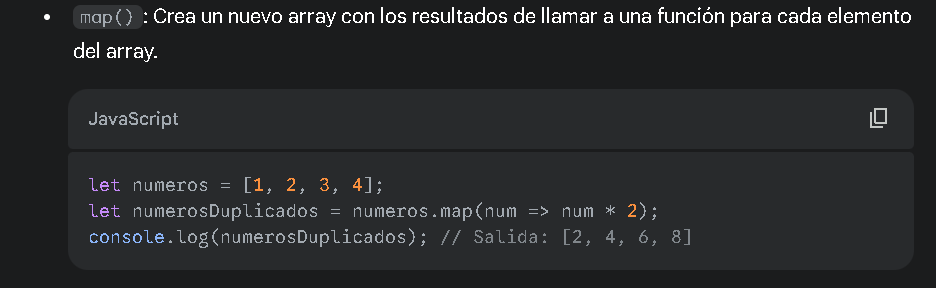 • map() : Crea un nuevo array con los resultados de llamar a una función para cada elemento
del array.
JavaScript
let numeros = [1, 2, 3, 4];
let numerosDuplicados = numeros.map(num => num * 2);
console.log(numerosDuplicados); // Salida: [2, 4, 6, 8]